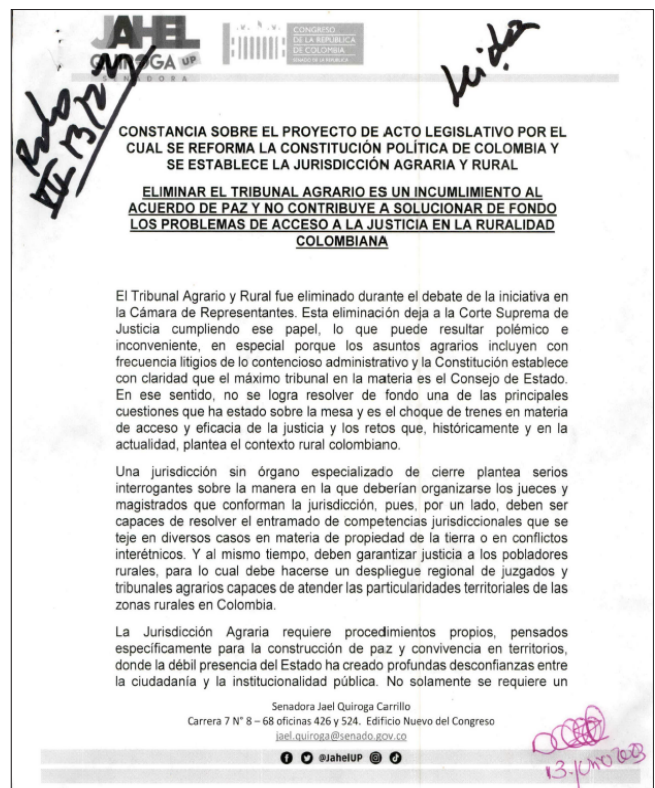 JAHEL
QUIROGA UP
SENADORA
CONGRESO
DE LA REPÚBLICA
DE COLOMBIA
SENADO DE LA REPÚBLICA
Leida
13/12
CONSTANCIA SOBRE EL PROYECTO DE ACTO LEGISLATIVO POR EL
CUAL SE REFORMA LA CONSTITUCIÓN POLÍTICA DE COLOMBIA Y
SE ESTABLECE LA JURISDICCIÓN AGRARIA Y RURAL
ELIMINAR EL TRIBUNAL AGRARIO ES UN INCUMLIMIENTO AL
ACUERDO DE PAZ Y NO CONTRIBUYE A SOLUCIONAR DE FONDO
LOS PROBLEMAS DE ACCESO A LA JUSTICIA EN LA RURALIDAD
COLOMBIANA
El Tribunal Agrario y Rural fue eliminado durante el debate de la iniciativa en
la Cámara de Representantes. Esta eliminación deja a la Corte Suprema de
Justicia cumpliendo ese papel, lo que puede resultar polémico e
inconveniente, en especial porque los asuntos agrarios incluyen con
frecuencia litigios de lo contencioso administrativo y la Constitución establece
con claridad que el máximo tribunal en la materia es el Consejo de Estado.
En ese sentido, no se logra resolver de fondo una de las principales
cuestiones que ha estado sobre la mesa y es el choque de trenes en materia
de acceso y eficacia de la justicia y los retos que, históricamente y en la
actualidad, plantea el contexto rural colombiano.
Una jurisdicción sin órgano especializado de cierre plantea serios
interrogantes sobre la manera en la que deberían organizarse los jueces y
magistrados que conforman la jurisdicción, pues, por un lado, deben ser
capaces de resolver el entramado de competencias jurisdiccionales que se
teje en diversos casos en materia de propiedad de la tierra o en conflictos
interétnicos. Y al mismo tiempo, deben garantizar justicia a los pobladores
rurales, para lo cual debe hacerse un despliegue regional de juzgados y
tribunales agrarios capaces de atender las particularidades territoriales de las
zonas rurales en Colombia.
La Jurisdicción Agraria requiere procedimientos propios, pensados
específicamente para la construcción de paz y convivencia en territorios,
donde la débil presencia del Estado ha creado profundas desconfianzas entre
la ciudadanía y la institucionalidad pública. No solamente se requiere un
Senadora Jael Quiroga Carrillo
Carrera 7 N° 8 – 68 oficinas 426 y 524. Edificio Nuevo del Congreso
jael.quiroga@senado.gov.co
@JahelUP